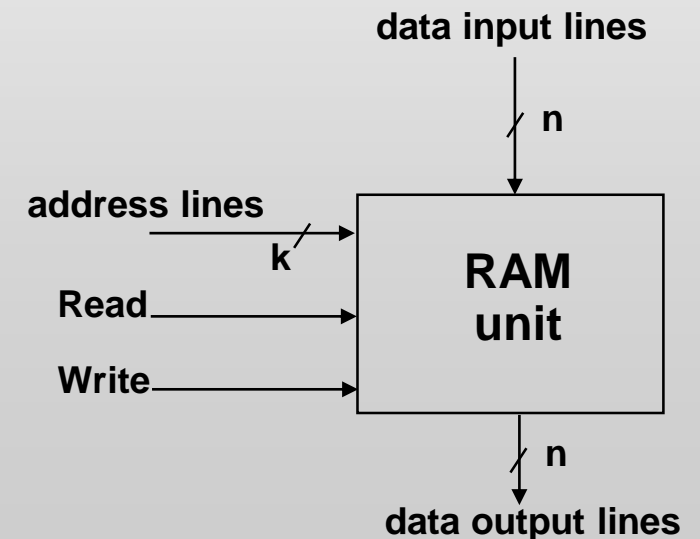 data input lines
n
address lines
k
Read
Write
RAM
unit
n
data output lines